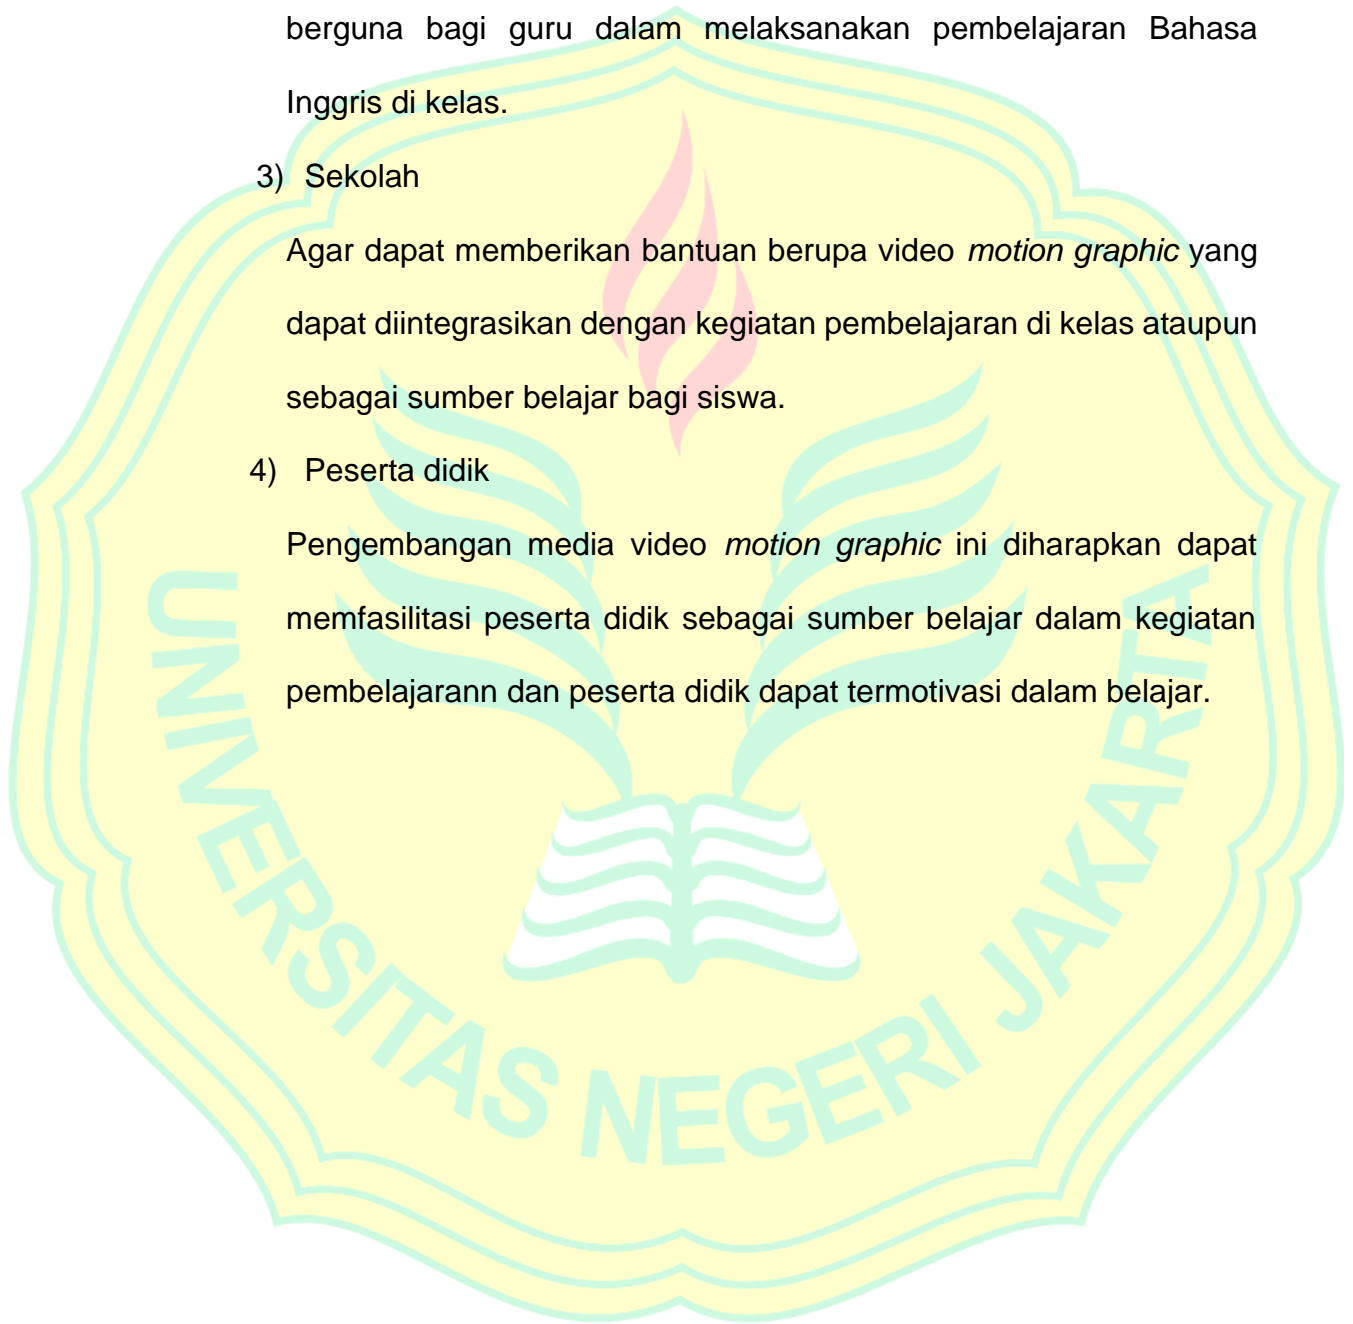 berguna bagi guru dalam melaksanakan pembelajaran Bahasa
Inggris di kelas.
3) Sekolah
Agar dapat memberikan bantuan berupa video motion graphic yang
dapat diintegrasikan dengan kegiatan pembelajaran di kelas ataupun
sebagai sumber belajar bagi siswa.
4) Peserta didik
Pengembangan media video motion graphic ini diharapkan dapat
memfasilitasi peserta didik sebagai sumber belajar dalam kegiatan
pembelajarann dan peserta didik dapat termotivasi dalam belajar.
UNIVERSITAS NEGERI JAKARTA